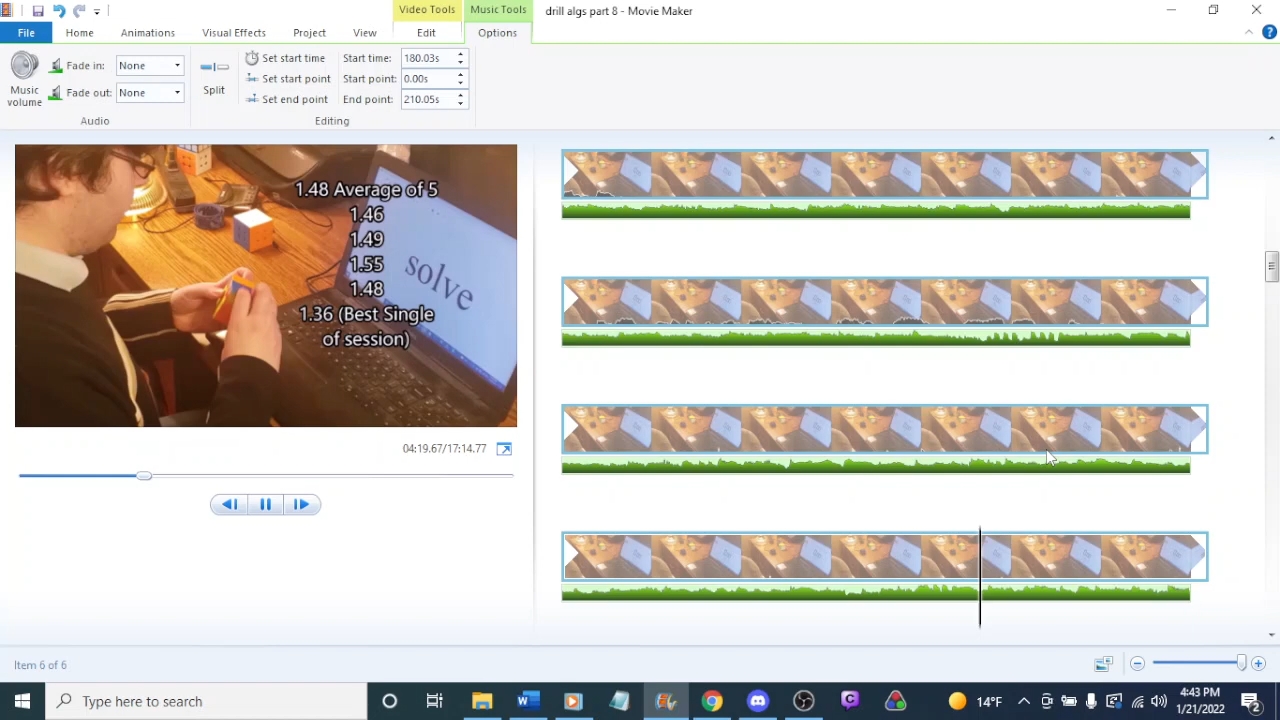 Video Tools
Music Tools
drill algs part 8 - Movie Maker
File
Home
Animations
Visual Effects
Project
View
Edit
Options
Music volume
Fade in: None
Fade out: None
Split
Set start time
Set start point
Set end point
Start time: 180.03s
Start point: 0.00s
End point: 210.05s
Audio
Editing
1.48 Average of 5
1.46
1.49
1.55
1.48
1.36 (Best Single
of session)
solve
04:19.67/17:14.77
Item 6 of 6
Type here to search
14°F
4:43 PM
1/21/2022
2